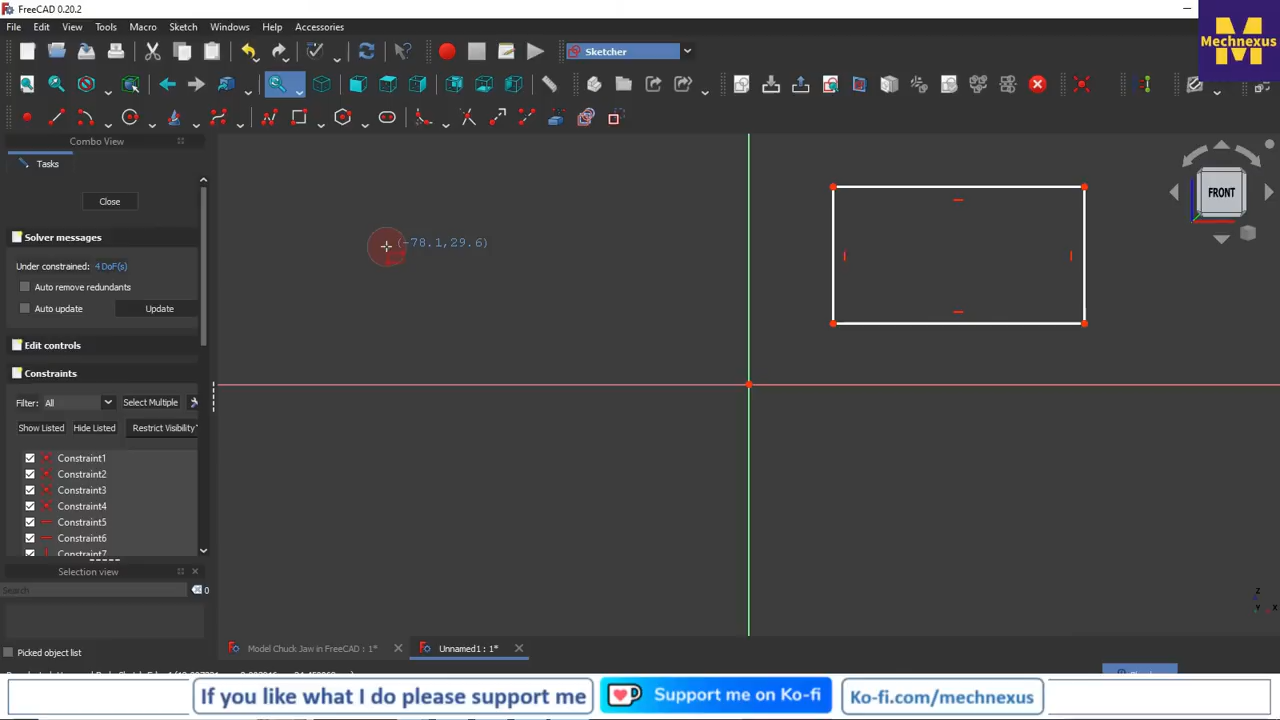 FreeCAD 0.20.2
File Edit View Tools Macro Sketch Windows Help Accessories
Mechnexus
Sketcher
Combo View
Tasks
Close
Solver messages
Under constrained: 4 DoF(s)
Auto remove redundants
Auto update
Update
Edit controls
Constraints
Filter: All Select Multiple
Show Listed Hide Listed Restrict Visibility
Constraint1
Constraint2
Constraint3
Constraint4
Constraint5
Constraint6
Constraint7
Selection view
Search
0
Picked object list
(-78.1,29.6)
FRONT
Z
X
Y
Model Chuck Jaw in FreeCAD : 1*
Unnamed1 : 1*
If you like what I do please support me
Support me on Ko-fi
Ko-fi.com/mechnexus